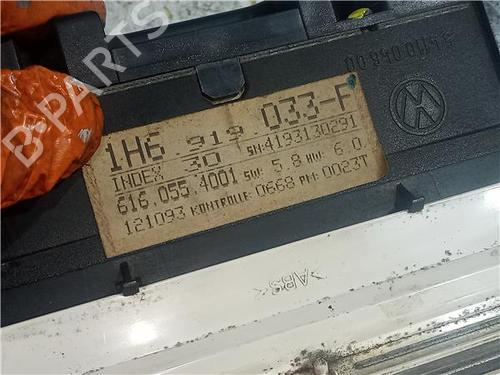 B PARTS
1H6 919 033-F
INDEX 30 SN:4193130291
616.055.4001 SW: 5.8 HW: 6.0
121093 KONTROLLE: 0668 PM: 0023T
>ABS<